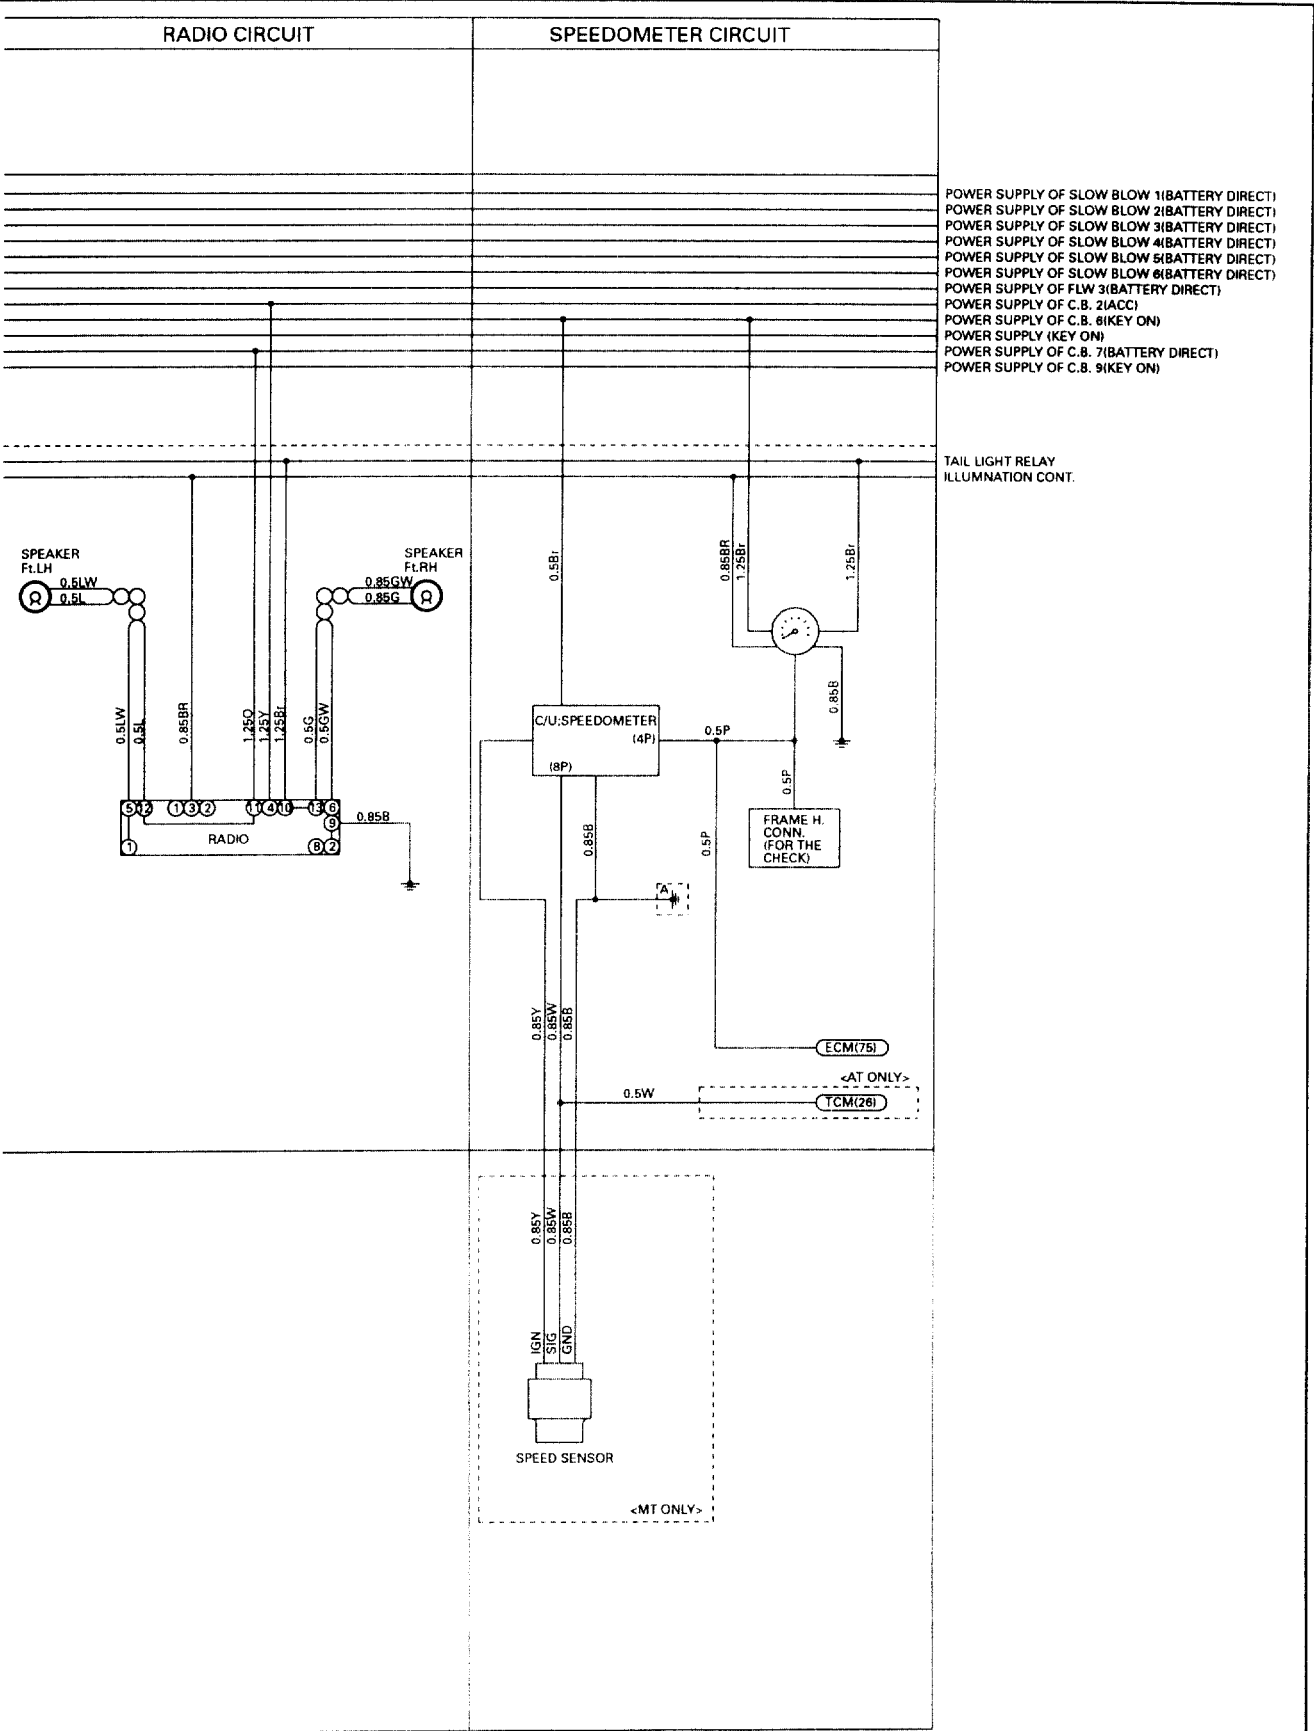 RADIO CIRCUIT
SPEEDOMETER CIRCUIT
POWER SUPPLY OF SLOW BLOW 1(BATTERY DIRECT)
POWER SUPPLY OF SLOW BLOW 2(BATTERY DIRECT)
POWER SUPPLY OF SLOW BLOW 3(BATTERY DIRECT)
POWER SUPPLY OF SLOW BLOW 4(BATTERY DIRECT)
POWER SUPPLY OF SLOW BLOW 5(BATTERY DIRECT)
POWER SUPPLY OF SLOW BLOW 6(BATTERY DIRECT)
POWER SUPPLY OF FLW 3(BATTERY DIRECT)
POWER SUPPLY OF C.B. 2(ACC)
POWER SUPPLY OF C.B. 8(KEY ON)
POWER SUPPLY (KEY ON)
POWER SUPPLY OF C.B. 7(BATTERY DIRECT)
POWER SUPPLY OF C.B. 9(KEY ON)
TAIL LIGHT RELAY
ILLUMNATION CONT.
SPEAKER
Ft.LH
0.5LW
0.5L
SPEAKER
Ft.RH
0.85GW
0.85G
0.5Br
0.85BR
1.25Br
1.25Br
0.5LW
0.5L
0.85BR
1.25O
1.25Y
1.25Br
0.5G
0.5GW
5 12 1 3 2 11 4 10 13 6
9
RADIO
1
8 2
0.85B
C/U;SPEEDOMETER
(4P)
(8P)
0.5P
0.85B
0.5P
FRAME H.
CONN.
(FOR THE
CHECK)
0.85B
0.5P
A
0.85Y
0.85W
0.85B
ECM(75)
<AT ONLY>
0.5W
TCM(26)
0.85Y
0.85W
0.85B
IGN
SIG
GND
SPEED SENSOR
<MT ONLY>